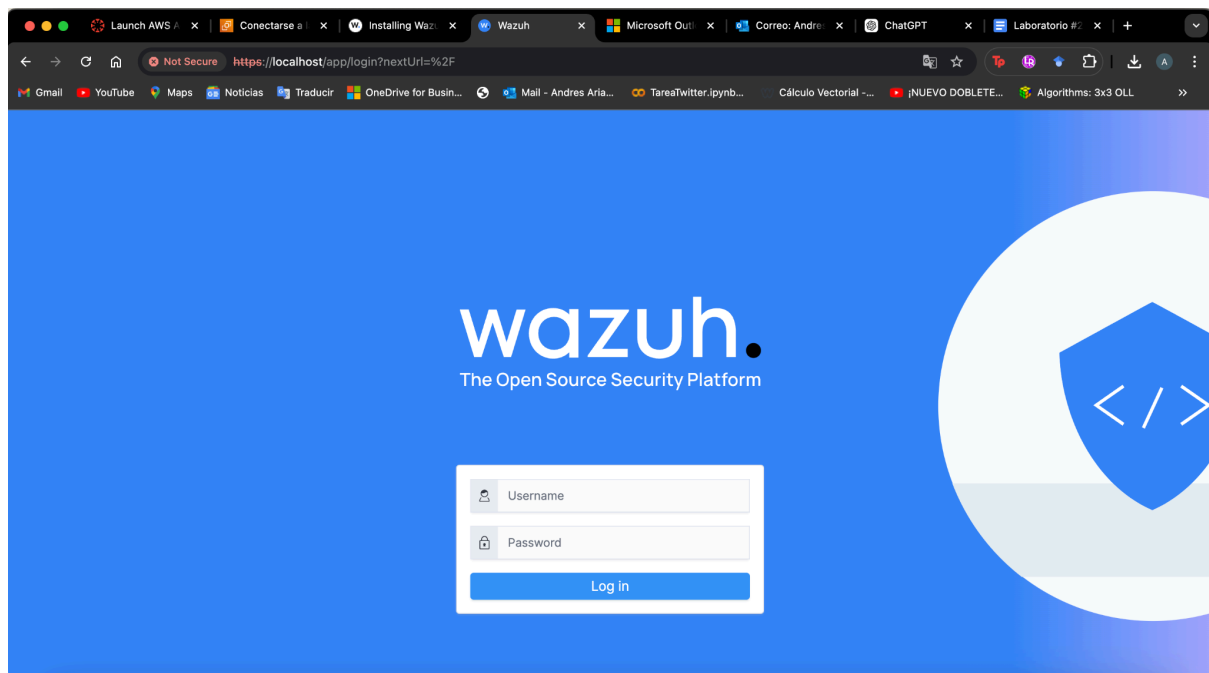 Launch AWS A
Conectarse a l
Installing Wazu
Wazuh
Microsoft Outl
Correo: Andres
ChatGPT
Laboratorio #2
Not Secure https://localhost/app/login?nextUrl=%2F
Gmail
YouTube
Maps
Noticias
Traducir
OneDrive for Busin...
Mail - Andres Aria...
TareaTwitter.ipynb...
Cálculo Vectorial -...
¡NUEVO DOBLETE...
Algorithms: 3x3 OLL
wazuh.
The Open Source Security Platform
Username
Password
Log in